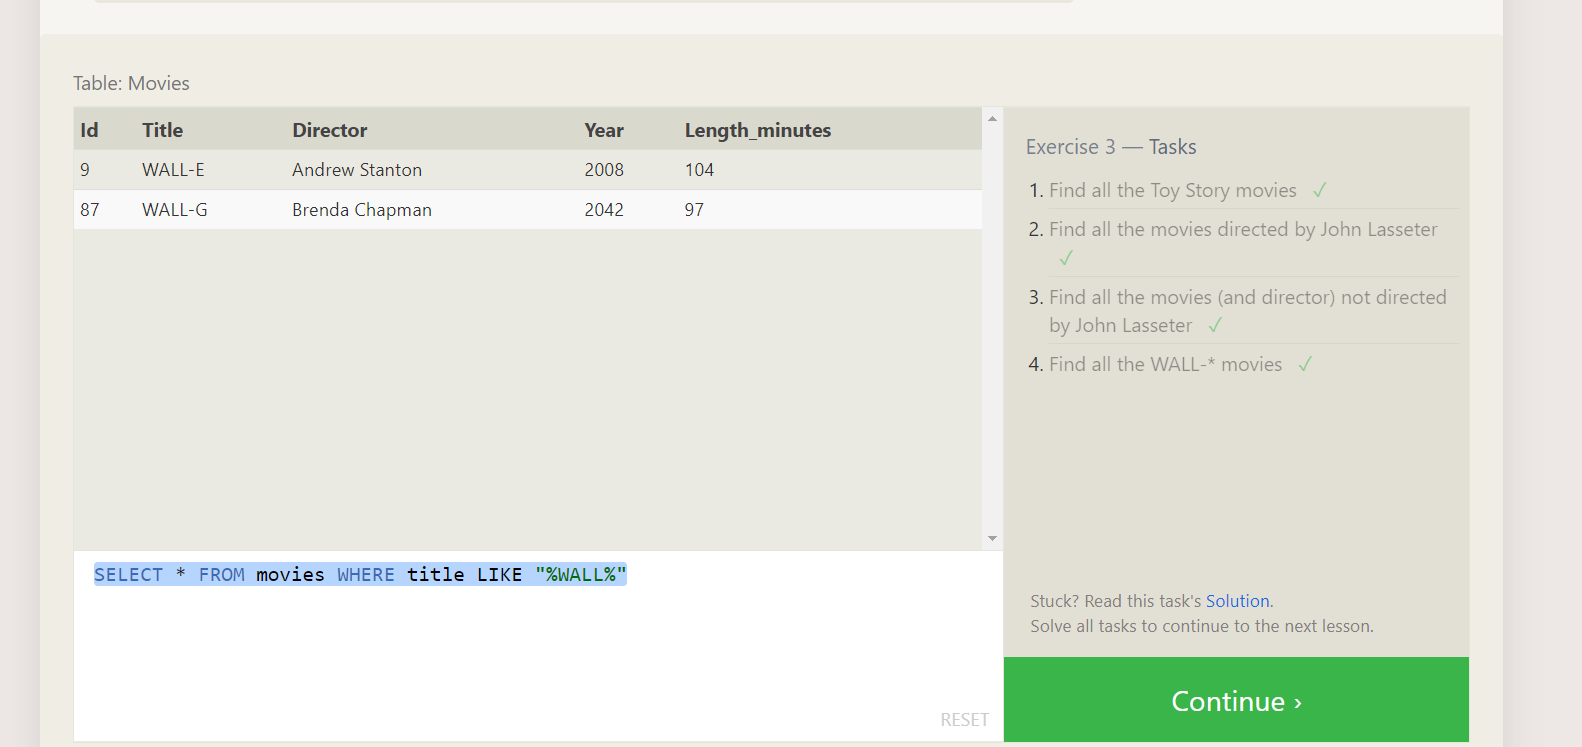 Table: Movies
Id Title Director Year Length_minutes
9 WALL-E Andrew Stanton 2008 104
87 WALL-G Brenda Chapman 2042 97
SELECT * FROM movies WHERE title LIKE "%WALL%"
RESET
Exercise 3 — Tasks
1. Find all the Toy Story movies ✓
2. Find all the movies directed by John Lasseter
✓
3. Find all the movies (and director) not directed
by John Lasseter ✓
4. Find all the WALL-* movies ✓
Stuck? Read this task's Solution.
Solve all tasks to continue to the next lesson.
Continue ›